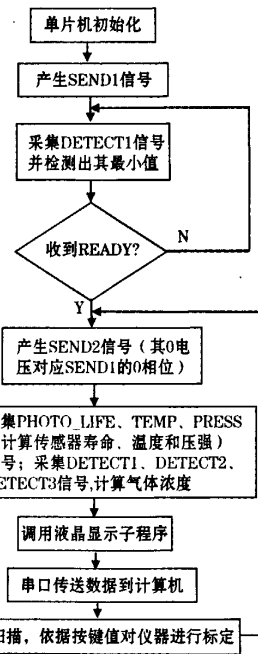 单片机初始化
产生SEND1信号
采集DETECT1信号
并检测出其最小值
收到READY?
N
Y
产生SEND2信号（其0电
压对应SEND1的0相位）
集PHOTO_LIFE、TEMP、PRESS
计算传感器寿命、温度和压强）
号；采集DETECT1、DETECT2、
ETECT3信号,计算气体浓度
调用液晶显示子程序
串口传送数据到计算机
扫描，依据按键值对仪器进行标定